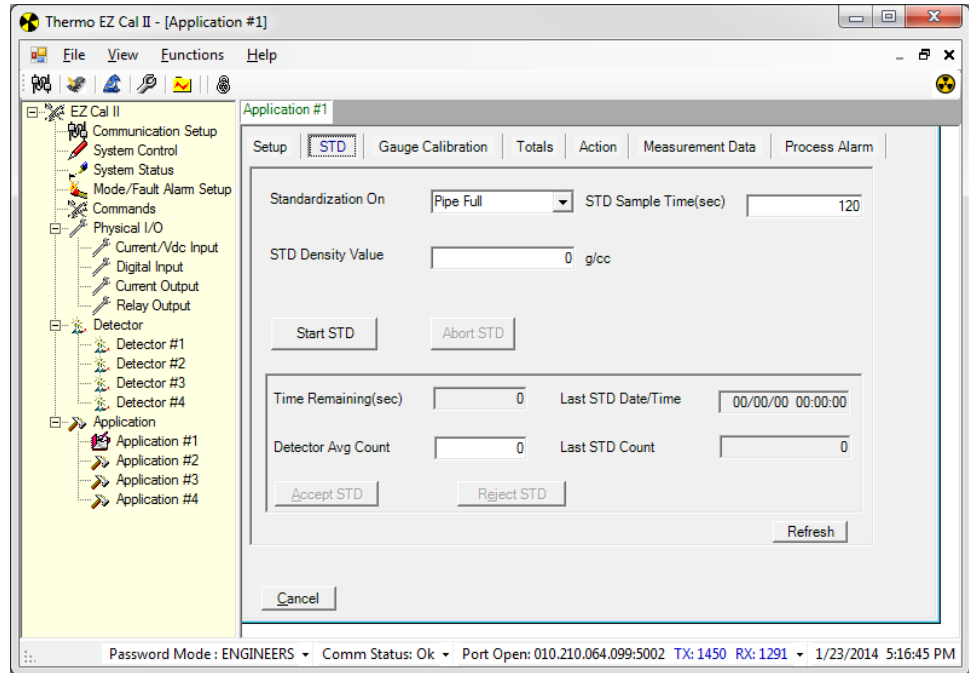 Thermo EZ Cal II - [Application #1]
File View Functions Help
EZ Cal II
Communication Setup
System Control
System Status
Mode/Fault Alarm Setup
Commands
Physical I/O
Current/Vdc Input
Digital Input
Current Output
Relay Output
Detector
Detector #1
Detector #2
Detector #3
Detector #4
Application
Application #1
Application #2
Application #3
Application #4
Application #1
Setup STD Gauge Calibration Totals Action Measurement Data Process Alarm
Standardization On Pipe Full STD Sample Time(sec) 120
STD Density Value 0 g/cc
Start STD Abort STD
Time Remaining(sec) 0 Last STD Date/Time 00/00/00 00:00:00
Detector Avg Count 0 Last STD Count 0
Accept STD Reject STD
Refresh
Cancel
Password Mode : ENGINEERS Comm Status: Ok Port Open: 010.210.064.099:5002 TX: 1450 RX: 1291 1/23/2014 5:16:45 PM